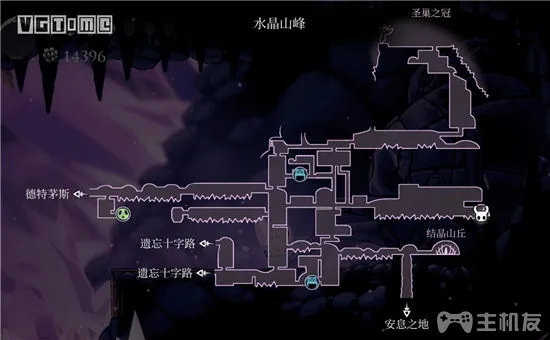 VGTIME
水晶山峰
圣巢之冠
14396
德特茅斯
遗忘十字路
结晶山丘
遗忘十字路
安息之地
主机友